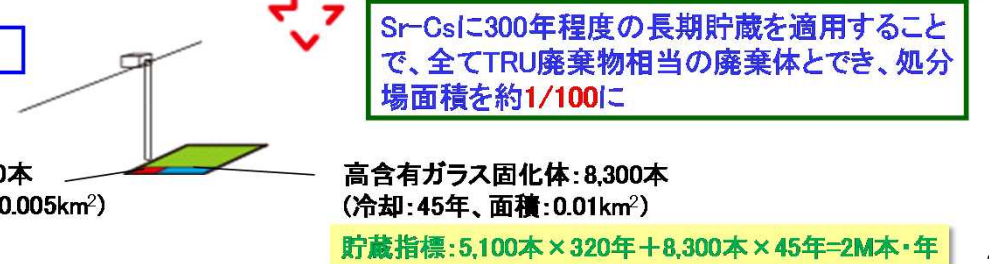 Sr-Csに300年程度の長期貯蔵を適用すること
で、全てTRU廃棄物相当の廃棄体とでき、処分
場面積を約1/100に
0本
0.005km²)
高含有ガラス固化体:8,300本
(冷却:45年、面積:0.01km²)
貯蔵指標:5,100本×320年+8,300本×45年=2M本・年